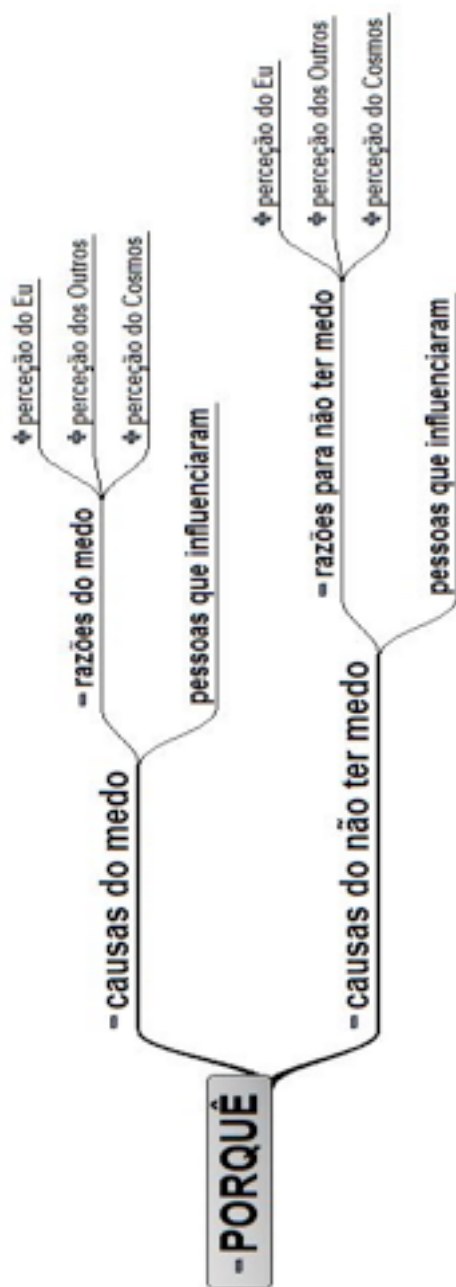 PORQUÊ
causas do medo
razões do medo
perceção do Eu
perceção dos Outros
perceção do Cosmos
pessoas que influenciaram
causas do não ter medo
razões para não ter medo
perceção do Eu
perceção dos Outros
perceção do Cosmos
pessoas que influenciaram